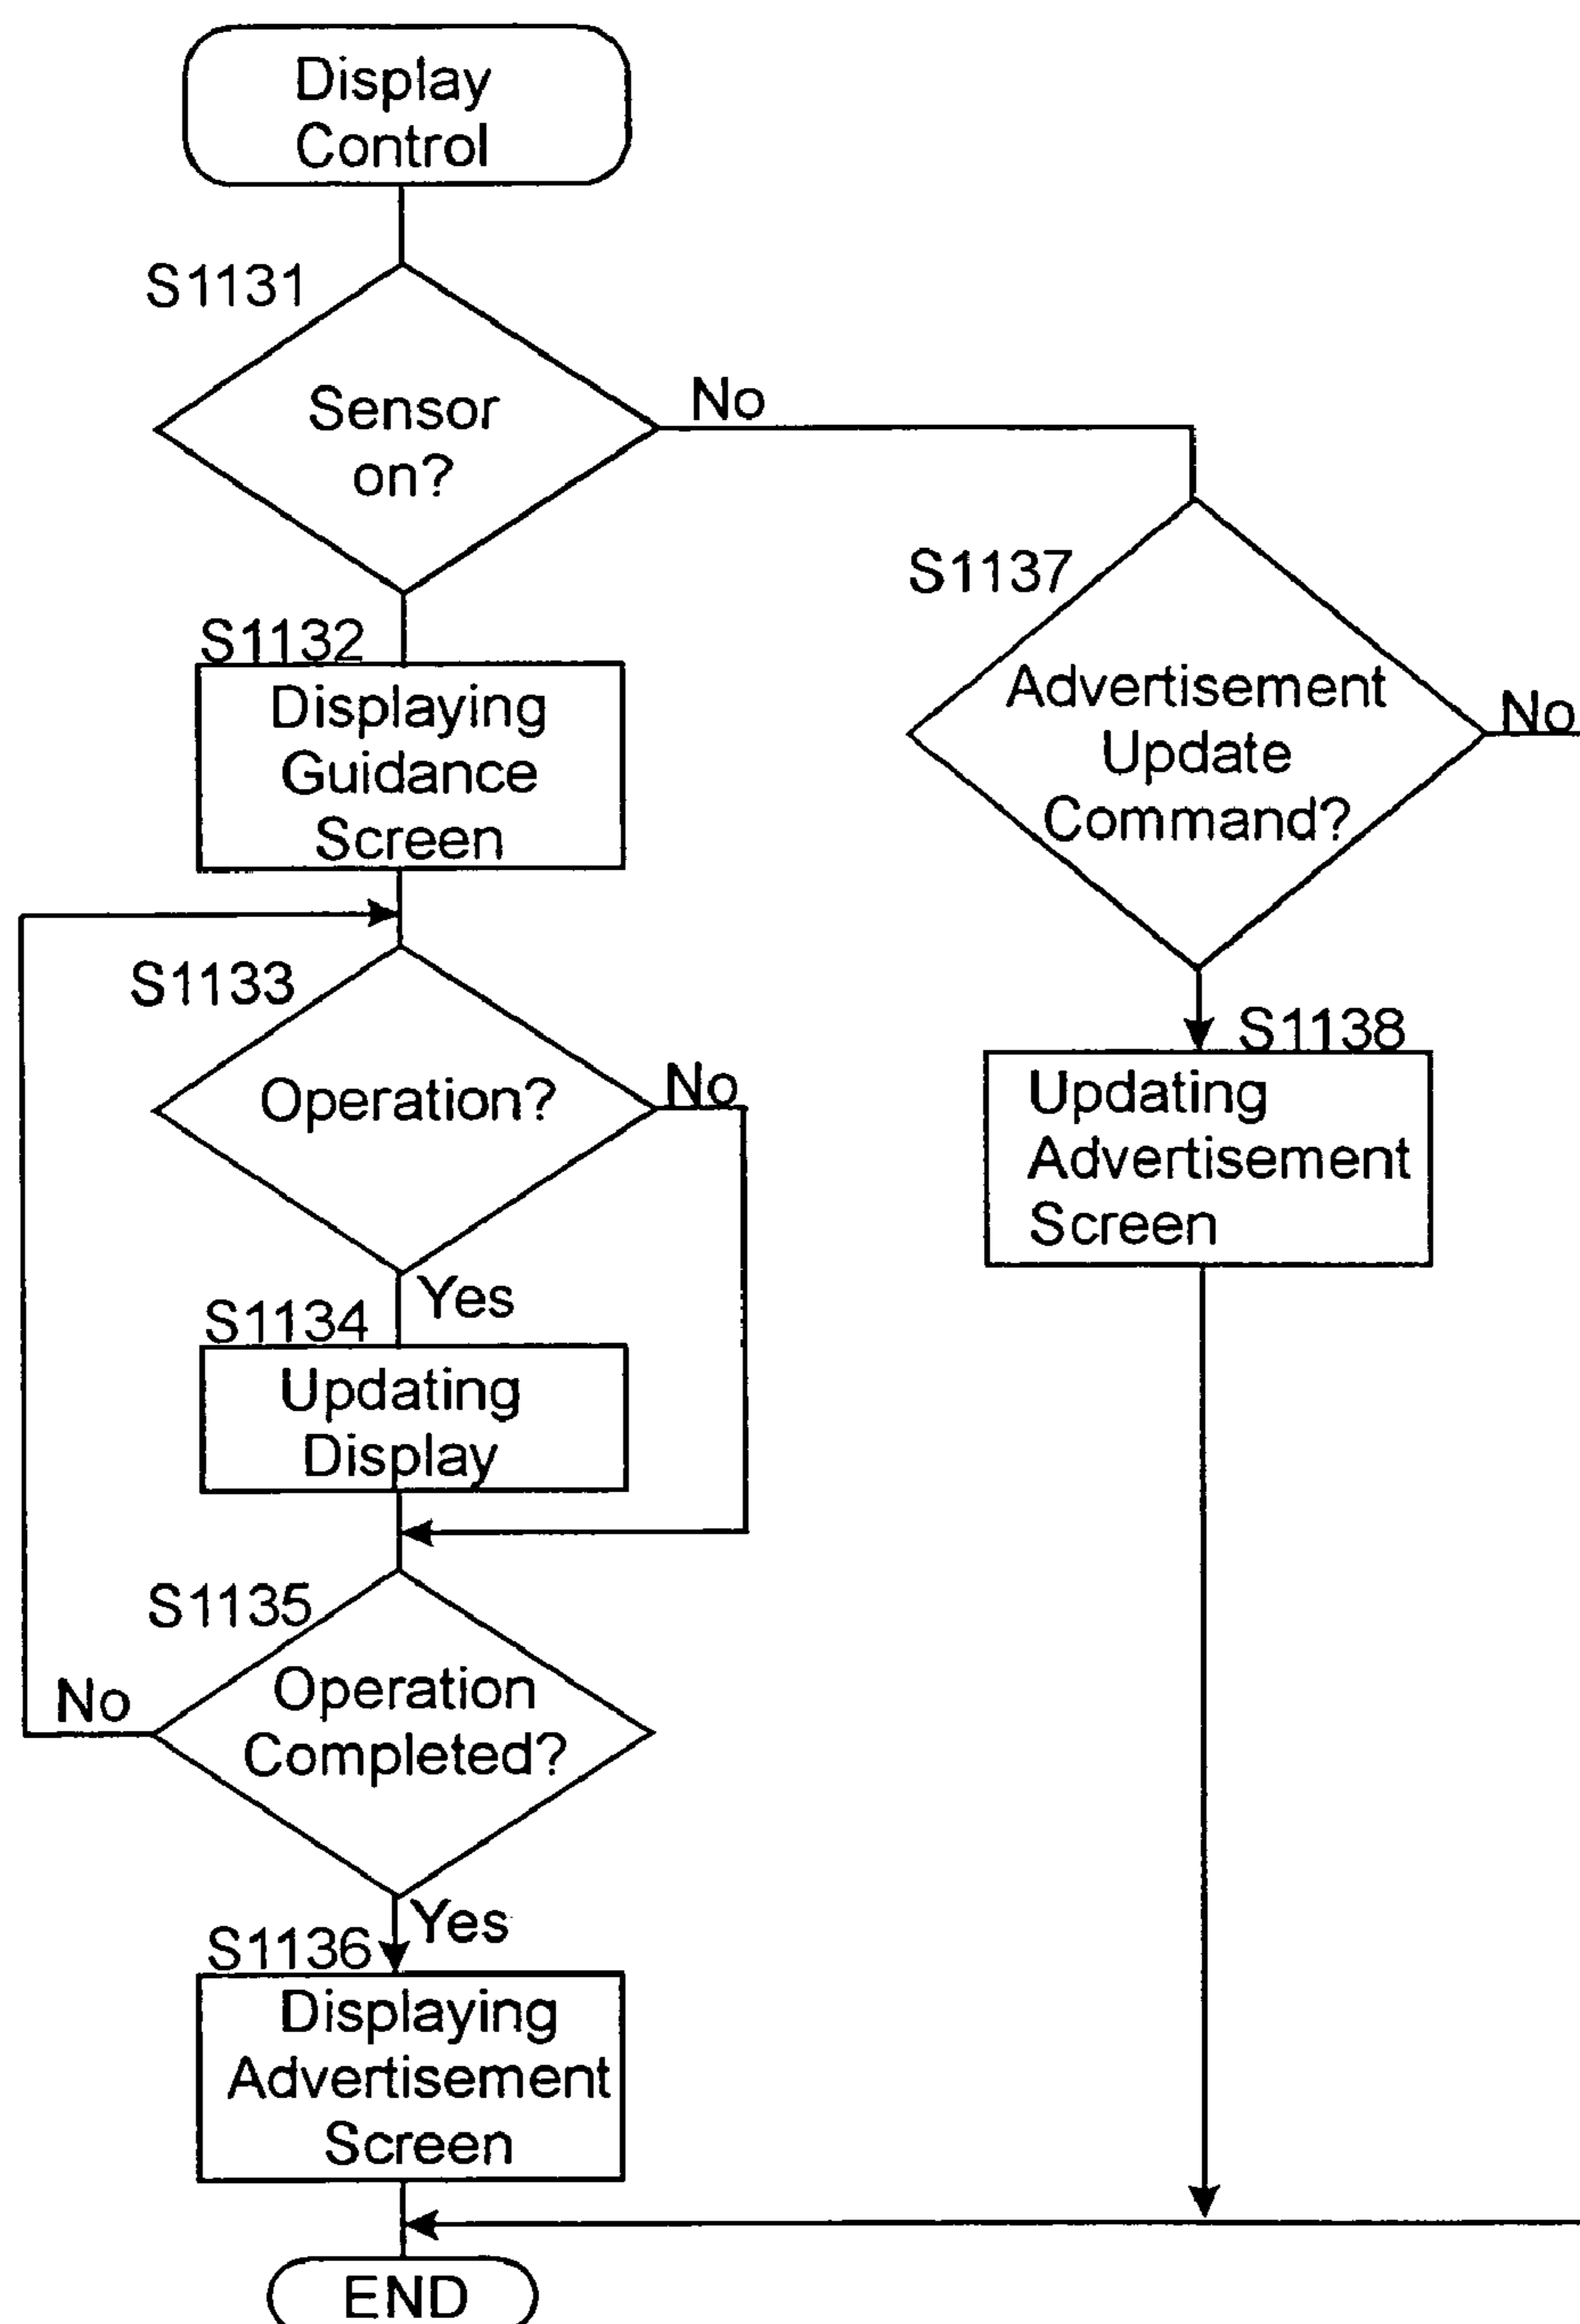 Display
Control
S1131
Sensor
on?
No
S1132
Displaying
Guidance
Screen
S1133
Operation?
No
Yes
S1134
Updating
Display
S1135
Operation
Completed?
No
Yes
S1136
Displaying
Advertisement
Screen
END
S1137
Advertisement
Update
Command?
No
S1138
Updating
Advertisement
Screen